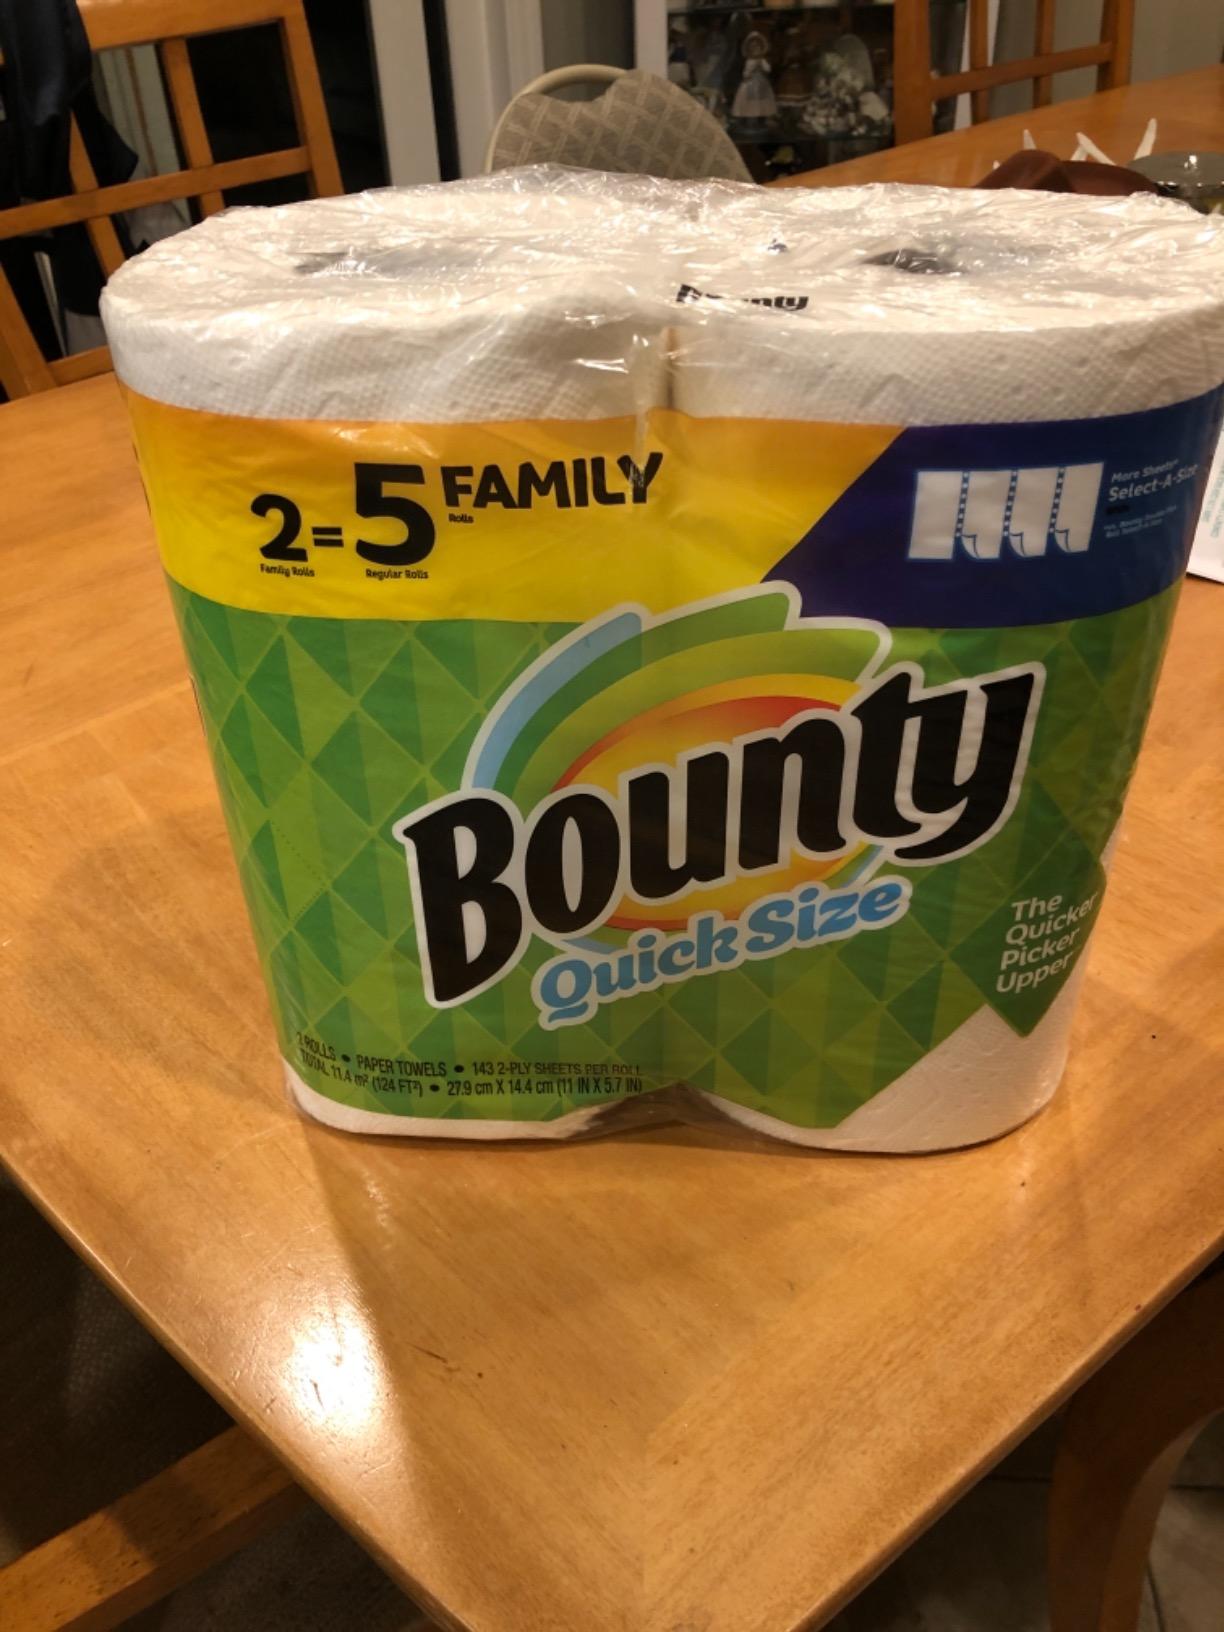 Bounty
2=5 FAMILY
Rolls
Family Rolls
Regular Rolls
More Sheets*
Select-A-Size
Bounty
Quick Size
The
Quicker
Picker
Upper
2 ROLLS • PAPER TOWELS • 143 2-PLY SHEETS PER ROLL
TOTAL 11.4 m² (124 FT²) • 27.9 cm X 14.4 cm (11 IN X 5.7 IN)